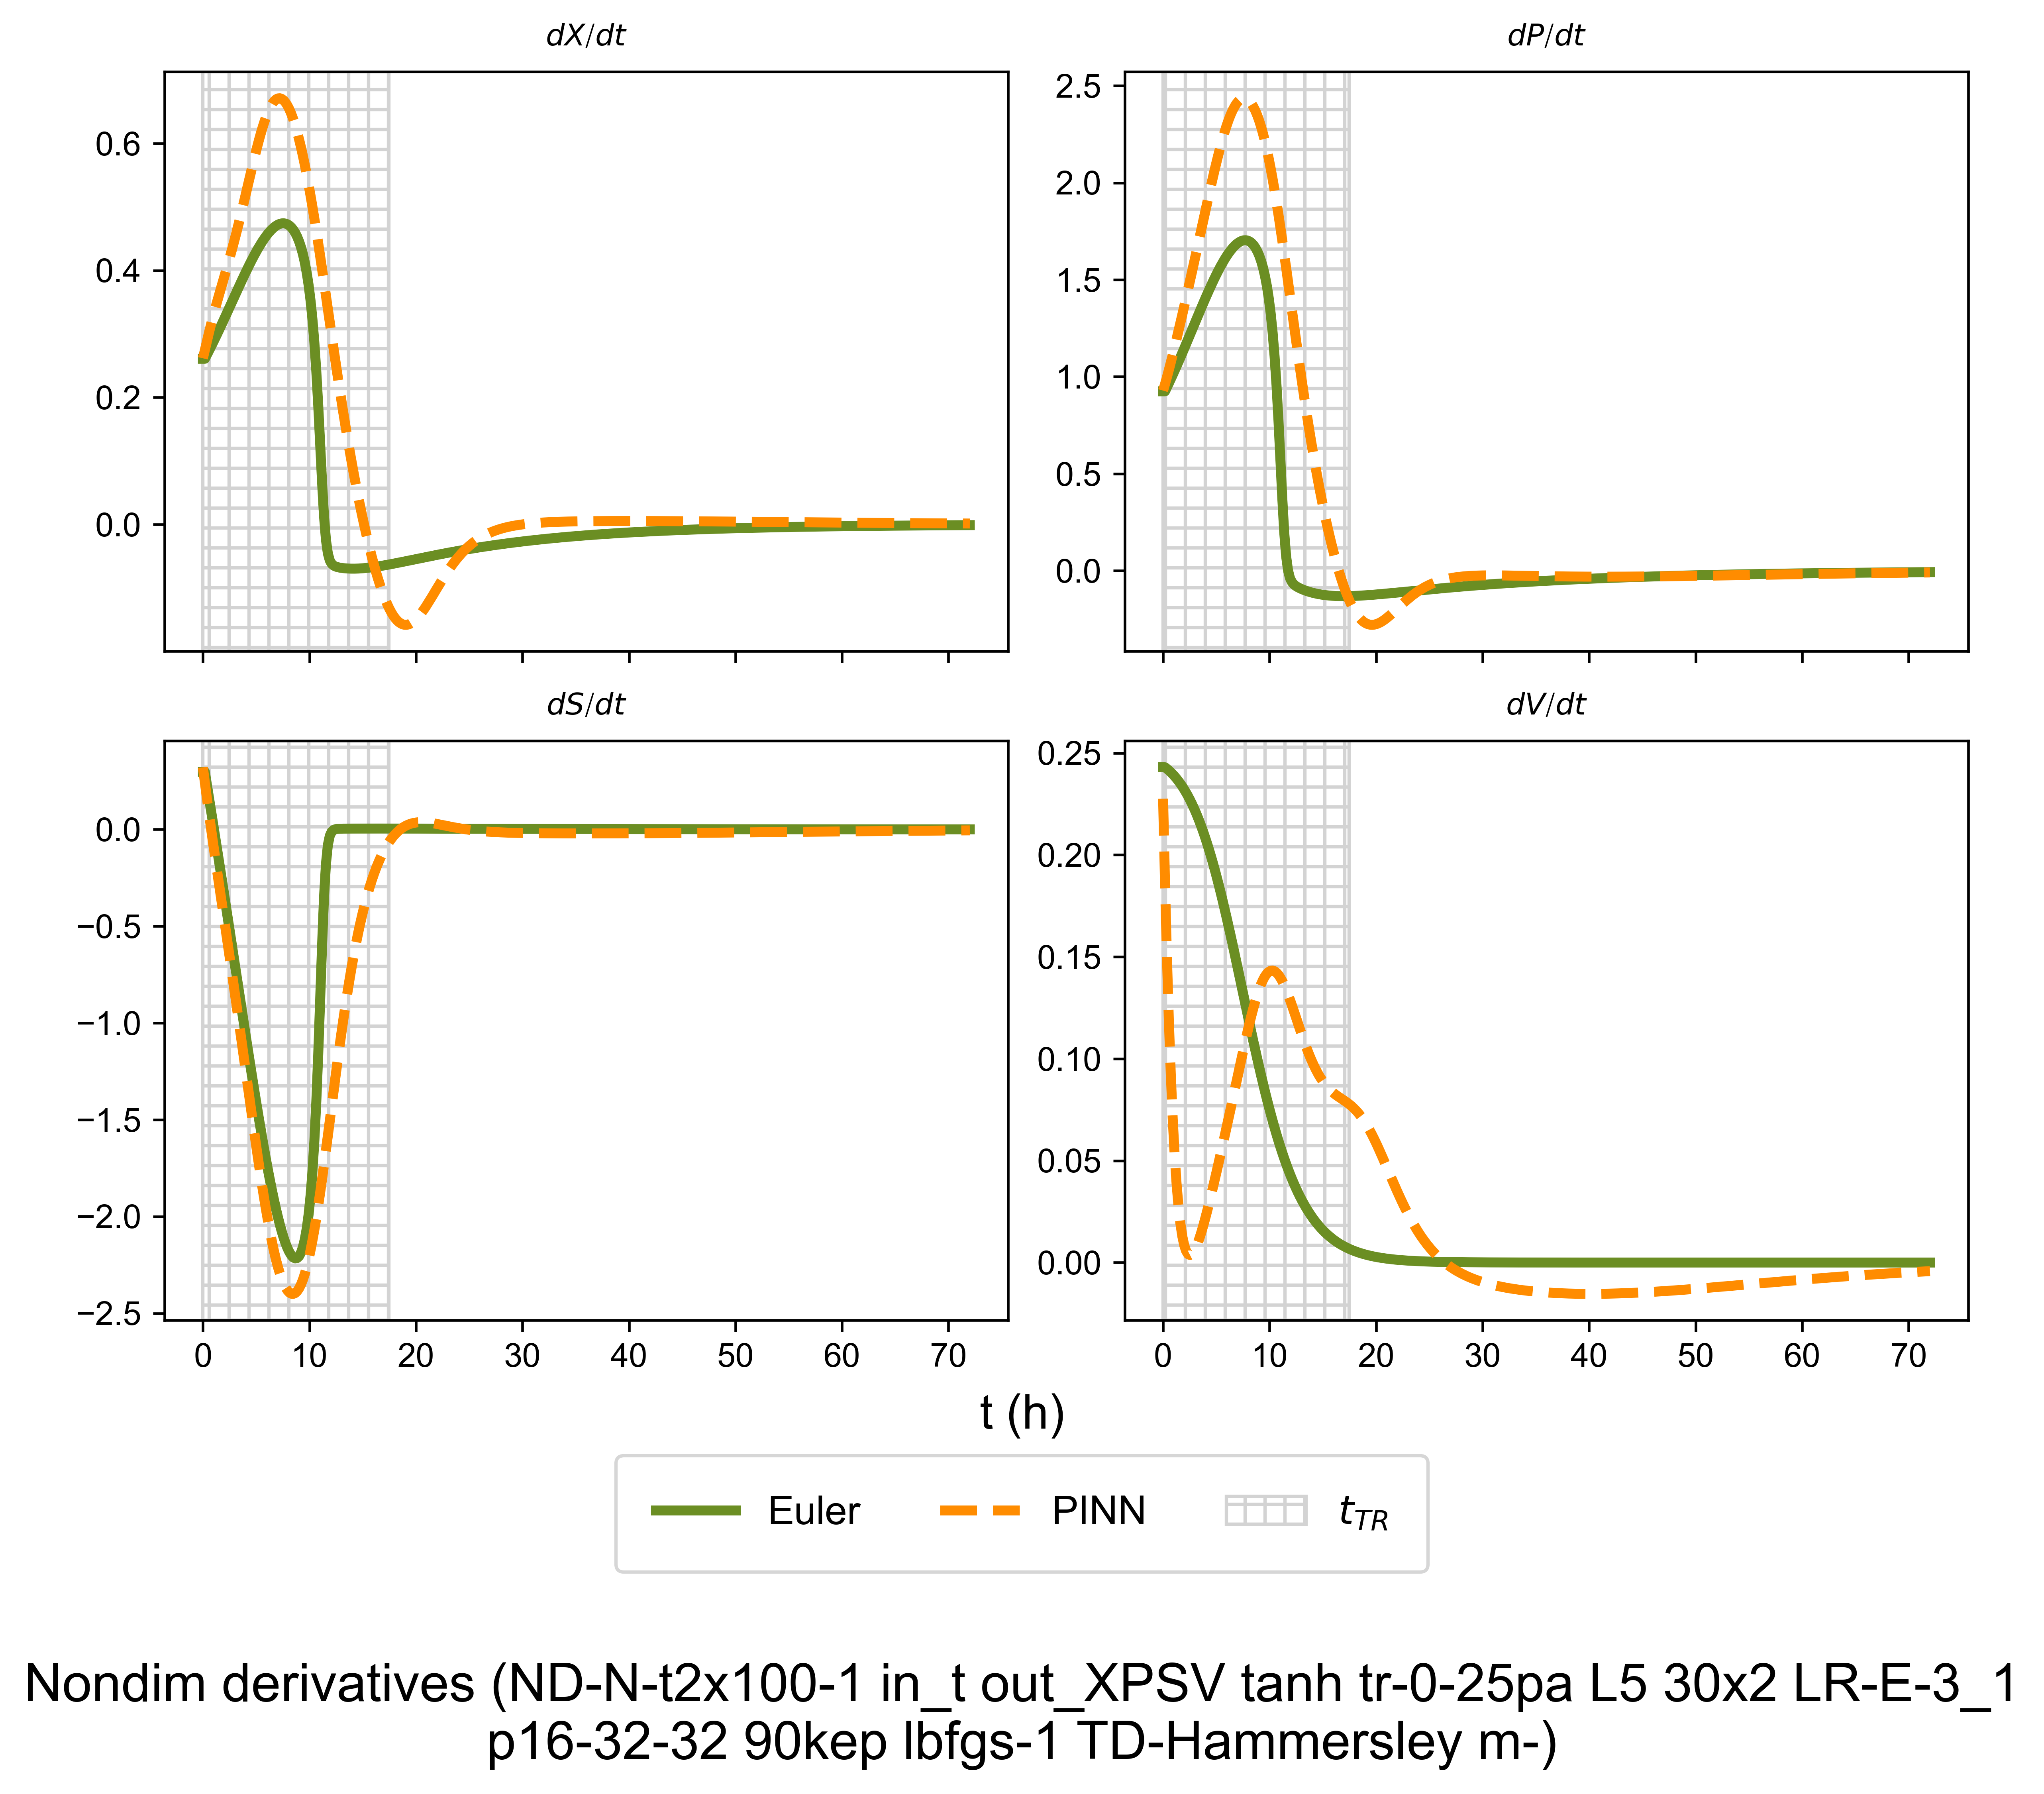 dX/dt
dP/dt
0.6
0.4
0.2
0.0
2.5
2.0
1.5
1.0
0.5
0.0
dS/dt
dV/dt
0.0
−0.5
−1.0
−1.5
−2.0
−2.5
0.25
0.20
0.15
0.10
0.05
0.00
0 10 20 30 40 50 60 70
0 10 20 30 40 50 60 70
t (h)
Euler PINN t_TR
Nondim derivatives (ND-N-t2x100-1 in_t out_XPSV tanh tr-0-25pa L5 30x2 LR-E-3_1
p16-32-32 90kep lbfgs-1 TD-Hammersley m-)